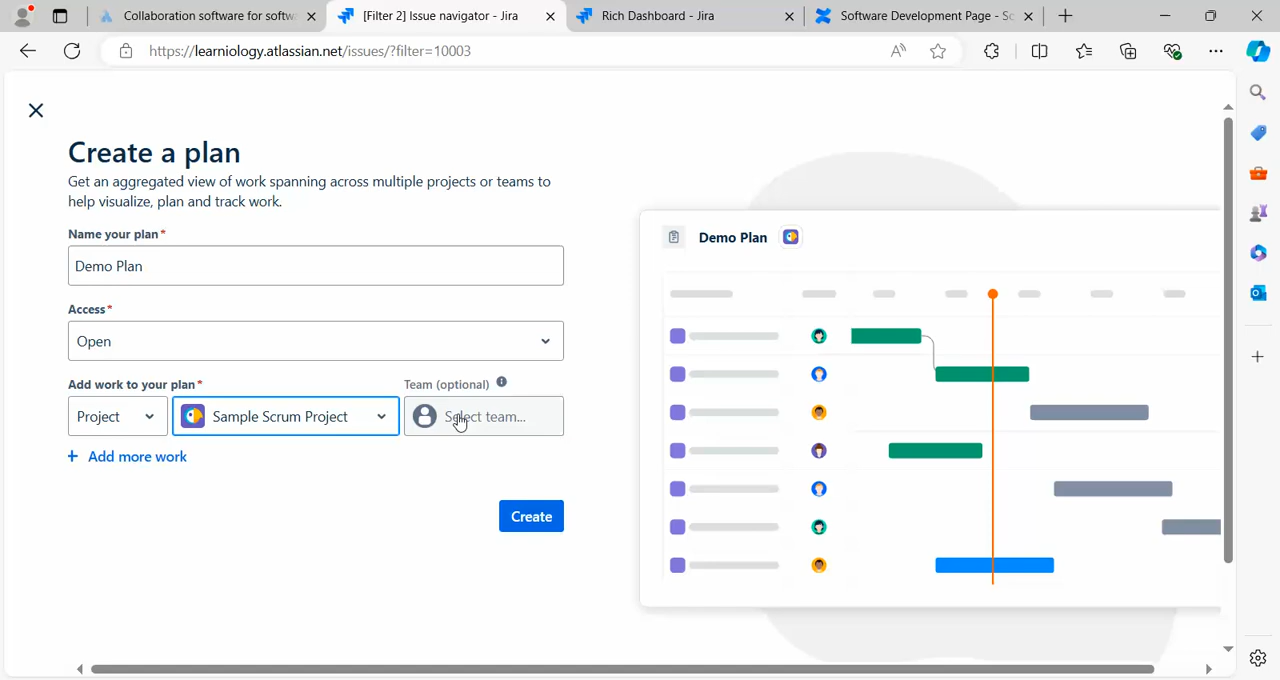 Collaboration software for softwa
[Filter 2] Issue navigator - Jira
Rich Dashboard - Jira
Software Development Page - Sc
https://learniology.atlassian.net/issues/?filter=10003
Create a plan
Get an aggregated view of work spanning across multiple projects or teams to
help visualize, plan and track work.
Name your plan*
Demo Plan
Access*
Open
Add work to your plan*
Team (optional)
Project
Sample Scrum Project
Select team...
+ Add more work
Create
Demo Plan